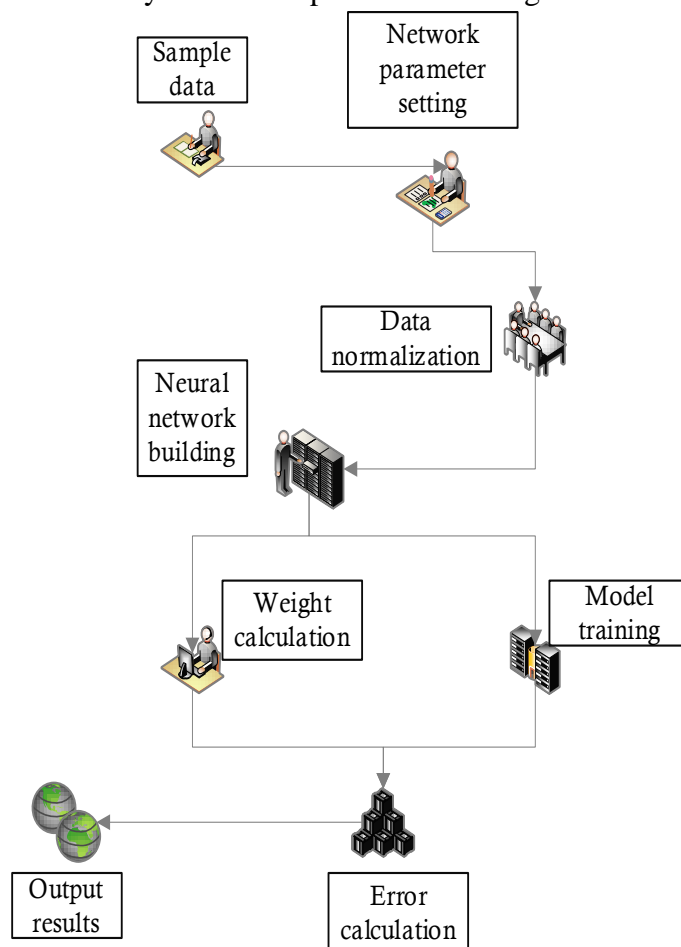 Sample
data
Network
parameter
setting
Data
normalization
Neural
network
building
Weight
calculation
Model
training
Output
results
Error
calculation